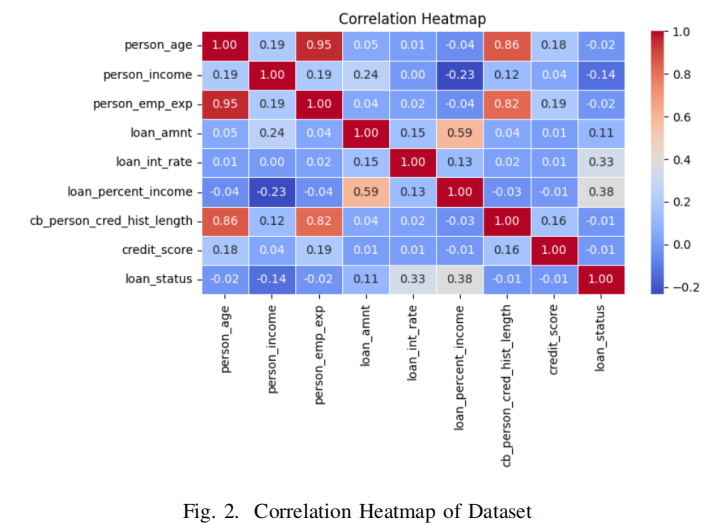 Correlation Heatmap
person_age 1.00 0.19 0.95 0.05 0.01 -0.04 0.86 0.18 -0.02
person_income 0.19 1.00 0.19 0.24 0.00 -0.23 0.12 0.04 -0.14
person_emp_exp 0.95 0.19 1.00 0.04 0.02 -0.04 0.82 0.19 -0.02
loan_amnt 0.05 0.24 0.04 1.00 0.15 0.59 0.04 0.01 0.11
loan_int_rate 0.01 0.00 0.02 0.15 1.00 0.13 0.02 0.01 0.33
loan_percent_income -0.04 -0.23 -0.04 0.59 0.13 1.00 -0.03 -0.01 0.38
cb_person_cred_hist_length 0.86 0.12 0.82 0.04 0.02 -0.03 1.00 0.16 -0.01
credit_score 0.18 0.04 0.19 0.01 0.01 -0.01 0.16 1.00 -0.01
loan_status -0.02 -0.14 -0.02 0.11 0.33 0.38 -0.01 -0.01 1.00
person_age
person_income
person_emp_exp
loan_amnt
loan_int_rate
loan_percent_income
cb_person_cred_hist_length
credit_score
loan_status
1.0
0.8
0.6
0.4
0.2
0.0
−0.2
Fig. 2. Correlation Heatmap of Dataset